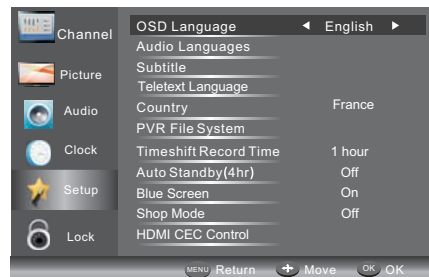 Channel
Picture
Audio
Clock
Setup
Lock
OSD Language English
Audio Languages
Subtitle
Teletext Language
Country France
PVR File System
Timeshift Record Time 1 hour
Auto Standby(4hr) Off
Blue Screen On
Shop Mode Off
HDMI CEC Control
MENU Return Move OK OK